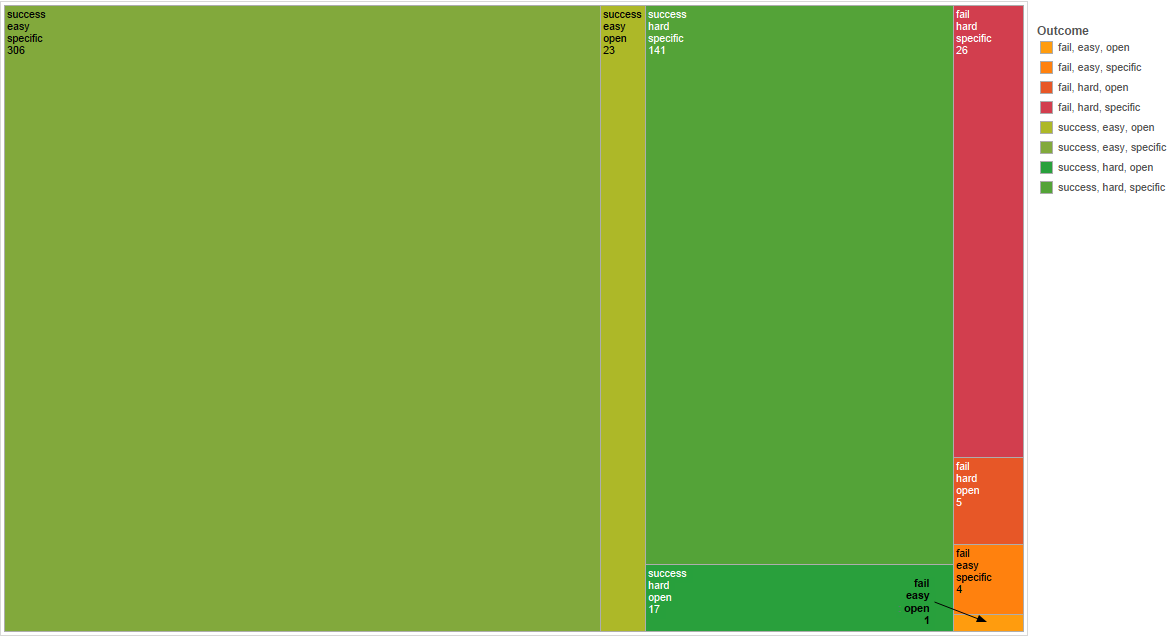 success
easy
specific
306
success
easy
open
23
success
hard
specific
141
success
hard
open
17
fail
hard
specific
26
fail
hard
open
5
fail
easy
specific
4
fail
easy
open
1
Outcome
fail, easy, open
fail, easy, specific
fail, hard, open
fail, hard, specific
success, easy, open
success, easy, specific
success, hard, open
success, hard, specific